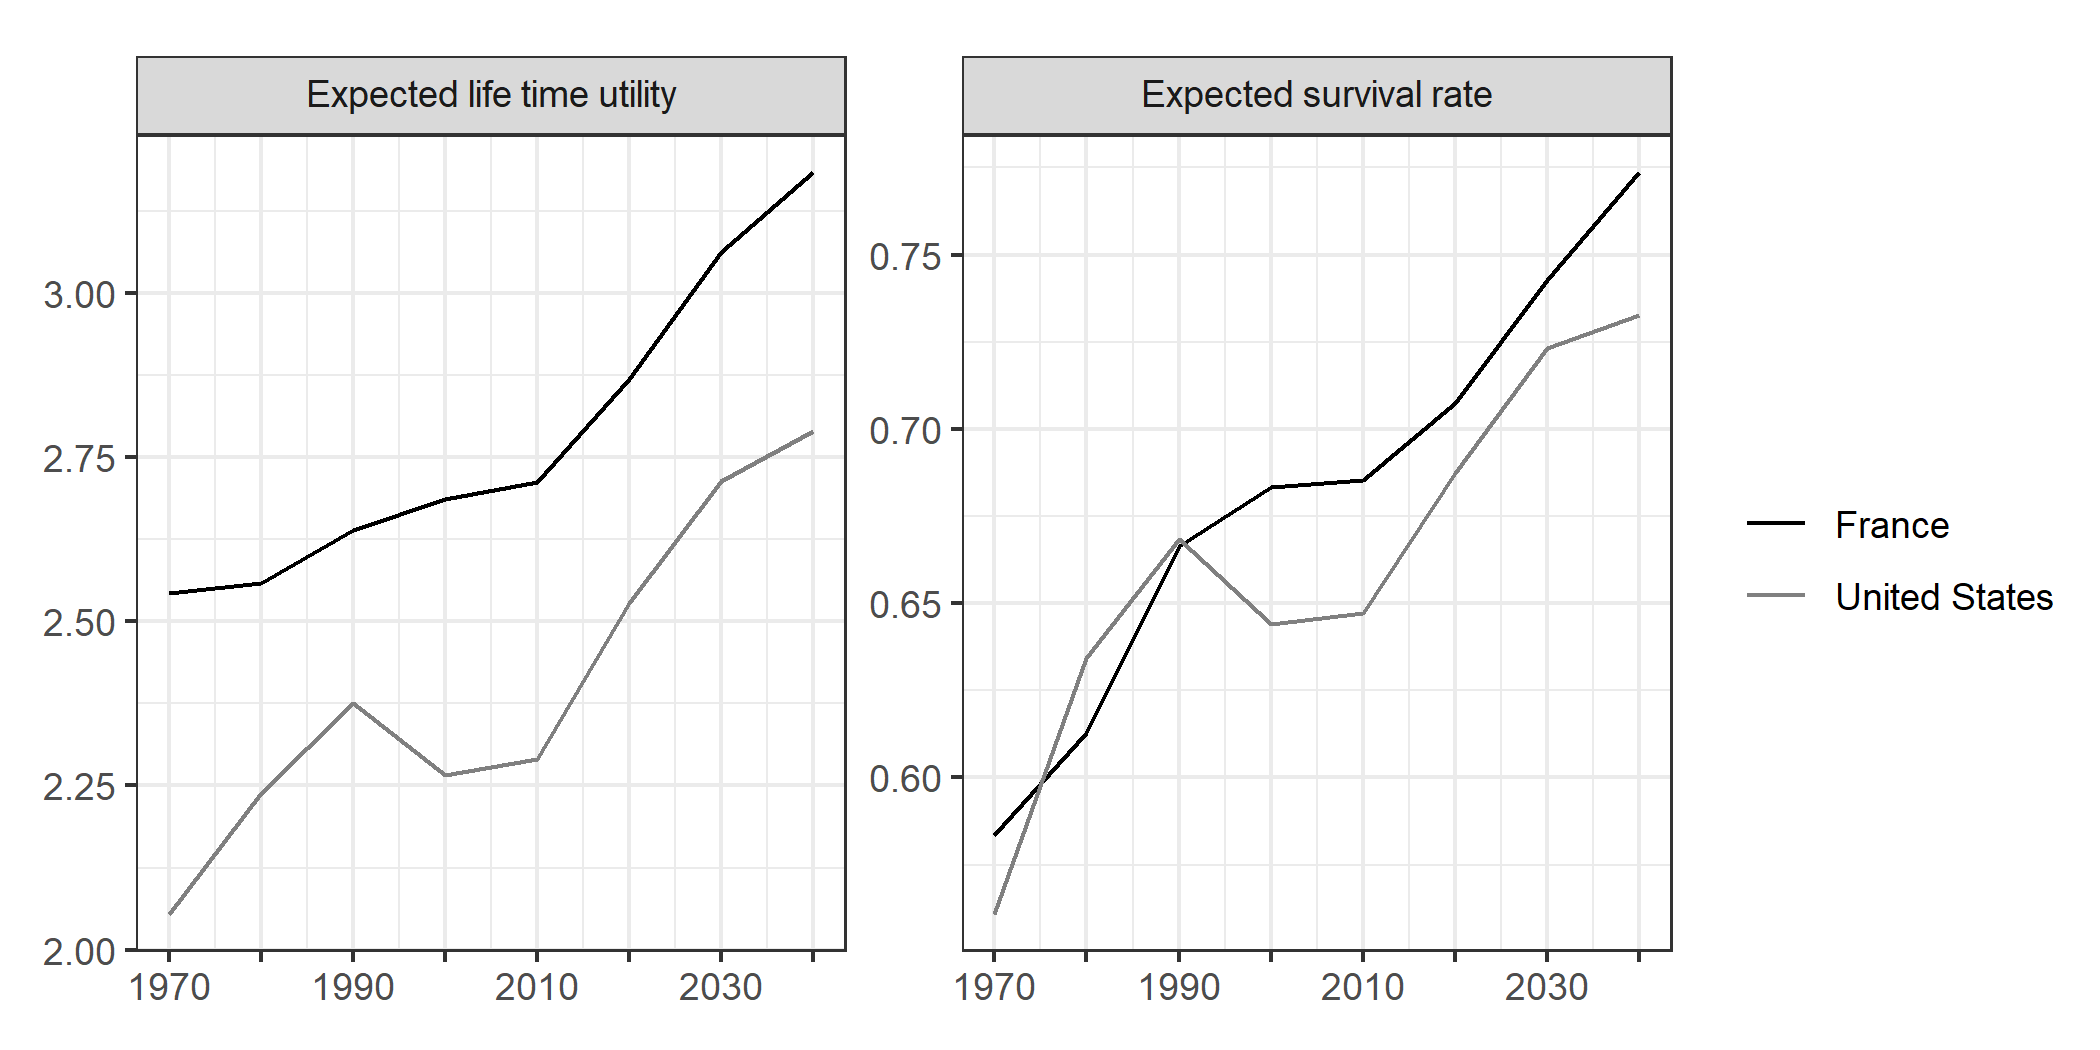 Expected life time utility
Expected survival rate
3.00
2.75
2.50
2.25
2.00
0.75
0.70
0.65
0.60
1970 1990 2010 2030
1970 1990 2010 2030
France
United States